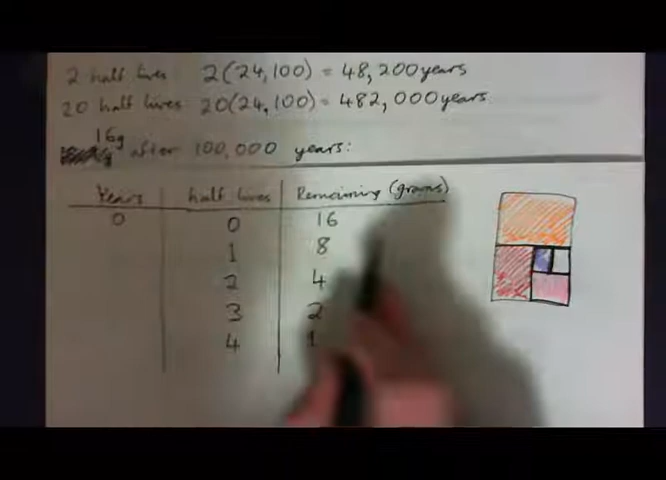 2 half lives 2(24,100) = 48,200 years
20 half lives 20(24,100) = 482,000 years
16g
after 100,000 years:
Years half lives Remaining (grams)
0 0 16
1 8
2 4
3 2
4 1